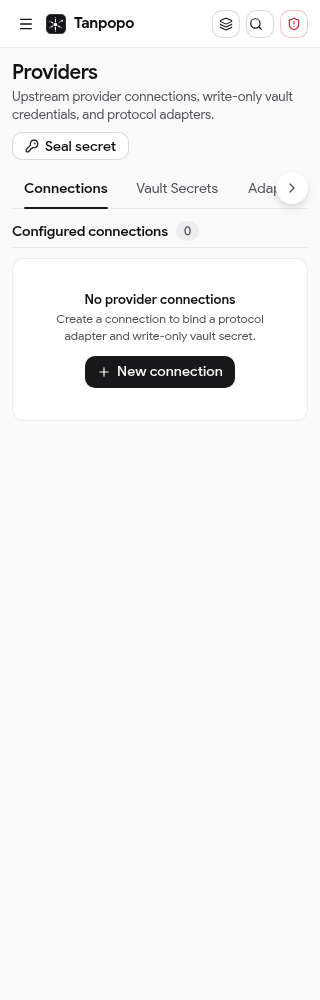 Tanpopo
Providers
Upstream provider connections, write-only vault
credentials, and protocol adapters.
Seal secret
Connections
Vault Secrets
Configured connections 0
No provider connections
Create a connection to bind a protocol
adapter and write-only vault secret.
New connection